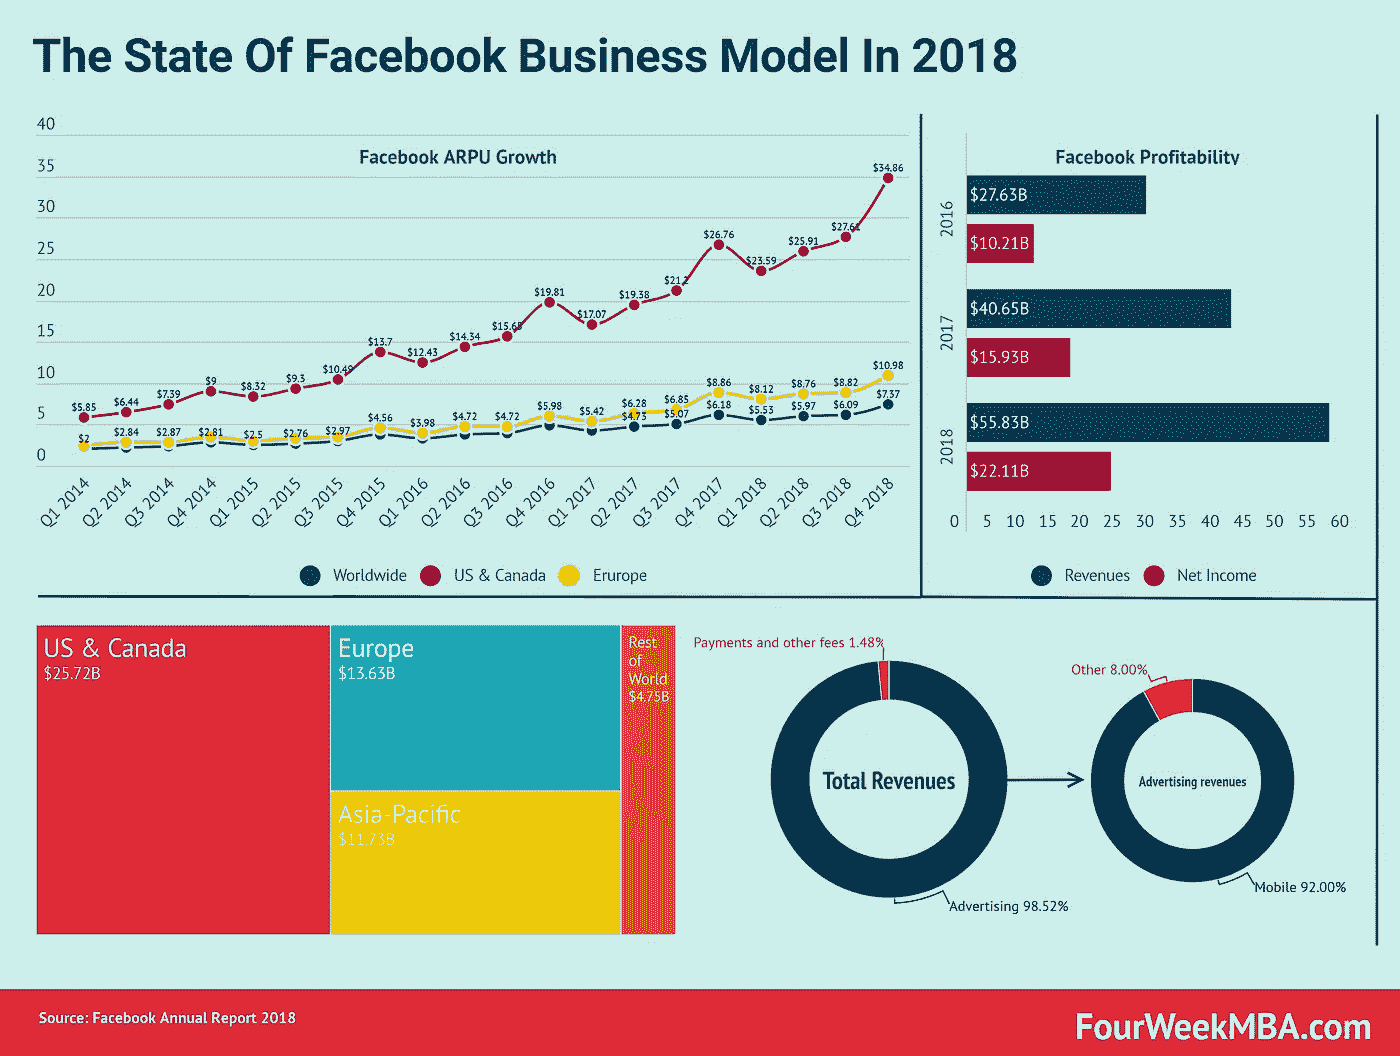 The State Of Facebook Business Model In 2018
Facebook ARPU Growth
40
35
30
25
20
15
10
5
0
$5.85
$6.44
$7.39
$9
$8.32
$9.3
$10.49
$13.7
$12.43
$14.34
$15.65
$19.81
$17.07
$19.38
$21.2
$26.76
$23.59
$25.91
$27.61
$34.86
$2
$2.84
$2.87
$2.81
$2.5
$2.76
$2.97
$4.56
$3.98
$4.72
$4.72
$5.98
$5.42
$6.28
$6.85
$8.86
$8.12
$8.76
$8.82
$10.98
$4.73
$5.07
$6.18
$5.53
$5.97
$6.09
$7.37
Q1 2014
Q2 2014
Q3 2014
Q4 2014
Q1 2015
Q2 2015
Q3 2015
Q4 2015
Q1 2016
Q2 2016
Q3 2016
Q4 2016
Q1 2017
Q2 2017
Q3 2017
Q4 2017
Q1 2018
Q2 2018
Q3 2018
Q4 2018
Worldwide
US & Canada
Erurope
Facebook Profitability
2016
$27.63B
$10.21B
2017
$40.65B
$15.93B
2018
$55.83B
$22.11B
0 5 10 15 20 25 30 35 40 45 50 55 60
Revenues
Net Income
US & Canada
$25.72B
Europe
$13.63B
Asia-Pacific
$11.73B
Rest
of
World
$4.75B
Payments and other fees 1.48%
Total Revenues
Advertising 98.52%
Other 8.00%
Advertising revenues
Mobile 92.00%
Source: Facebook Annual Report 2018
FourWeekMBA.com